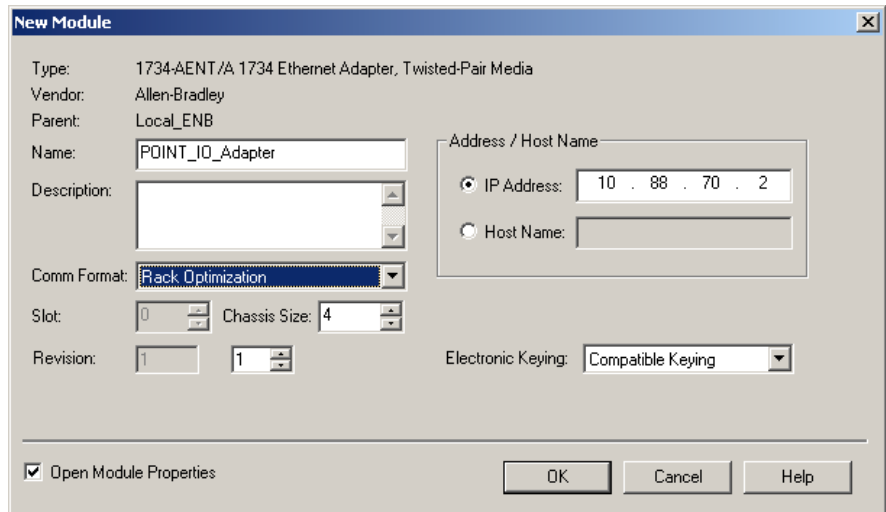 New Module
Type: 1734-AENT/A 1734 Ethernet Adapter, Twisted-Pair Media
Vendor: Allen-Bradley
Parent: Local_ENB
Name: POINT_IO_Adapter
Address / Host Name
Description:
IP Address: 10 . 88 . 70 . 2
Host Name:
Comm Format: Rack Optimization
Slot: 0 Chassis Size: 4
Revision: 1 1 Electronic Keying: Compatible Keying
Open Module Properties OK Cancel Help